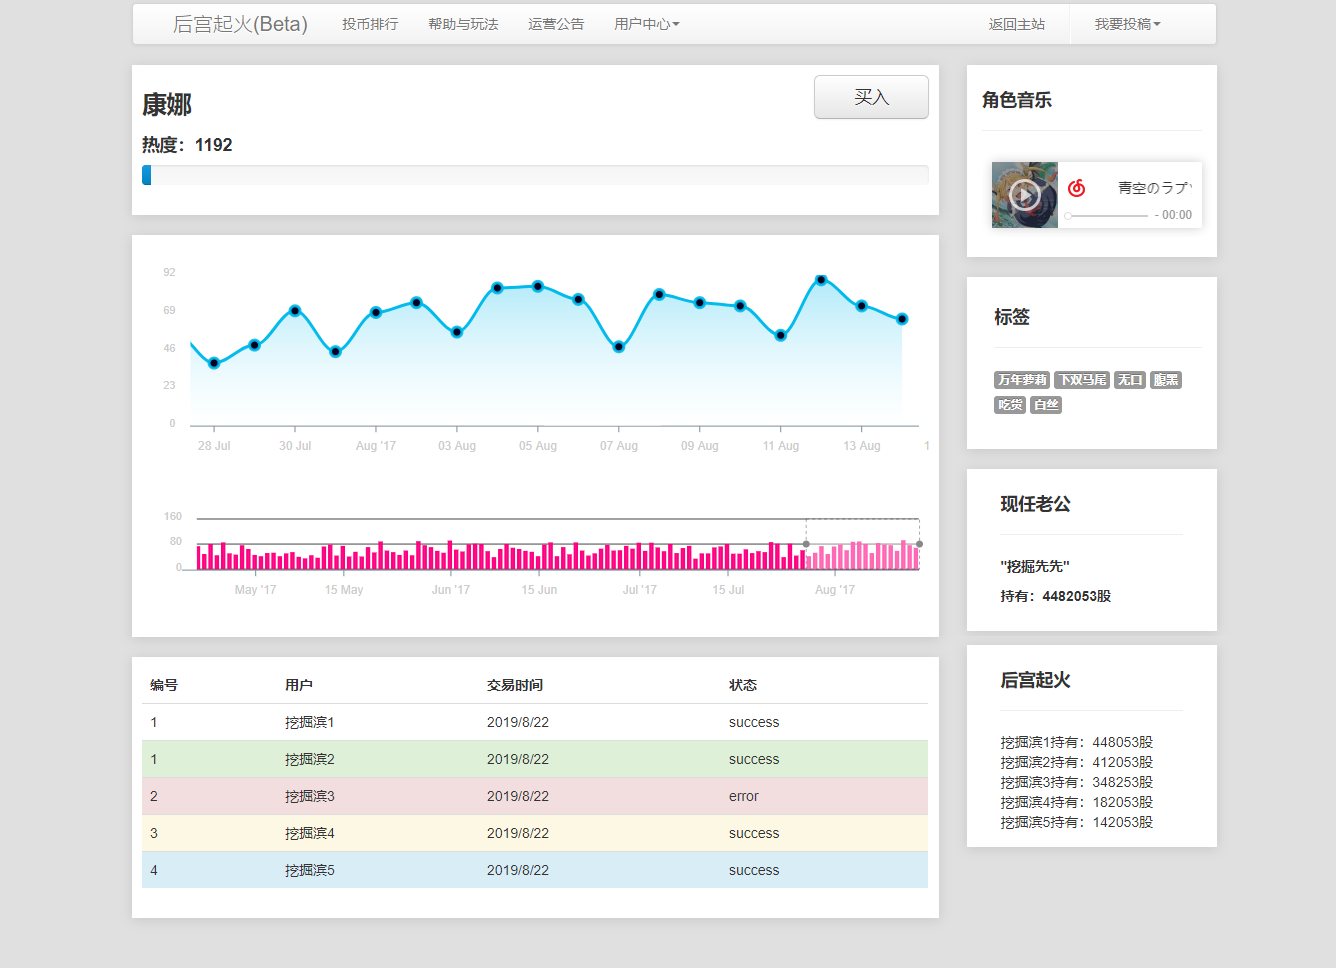 后宫起火(Beta) 投币排行 帮助与玩法 运营公告 用户中心 返回主站 我要投稿
康娜
买入
热度：1192
92
69
46
23
0
28 Jul 30 Jul Aug '17 03 Aug 05 Aug 07 Aug 09 Aug 11 Aug 13 Aug 1
160
80
0
May '17 15 May Jun '17 15 Jun Jul '17 15 Jul Aug '17
编号 用户 交易时间 状态
1 挖掘滨1 2019/8/22 success
1 挖掘滨2 2019/8/22 success
2 挖掘滨3 2019/8/22 error
3 挖掘滨4 2019/8/22 success
4 挖掘滨5 2019/8/22 success
角色音乐
青空のラプ
- 00:00
标签
万年萝莉 下双马尾 无口 腹黑
吃货 白丝
现任老公
"挖掘先先"
持有：4482053股
后宫起火
挖掘滨1持有：448053股
挖掘滨2持有：412053股
挖掘滨3持有：348253股
挖掘滨4持有：182053股
挖掘滨5持有：142053股